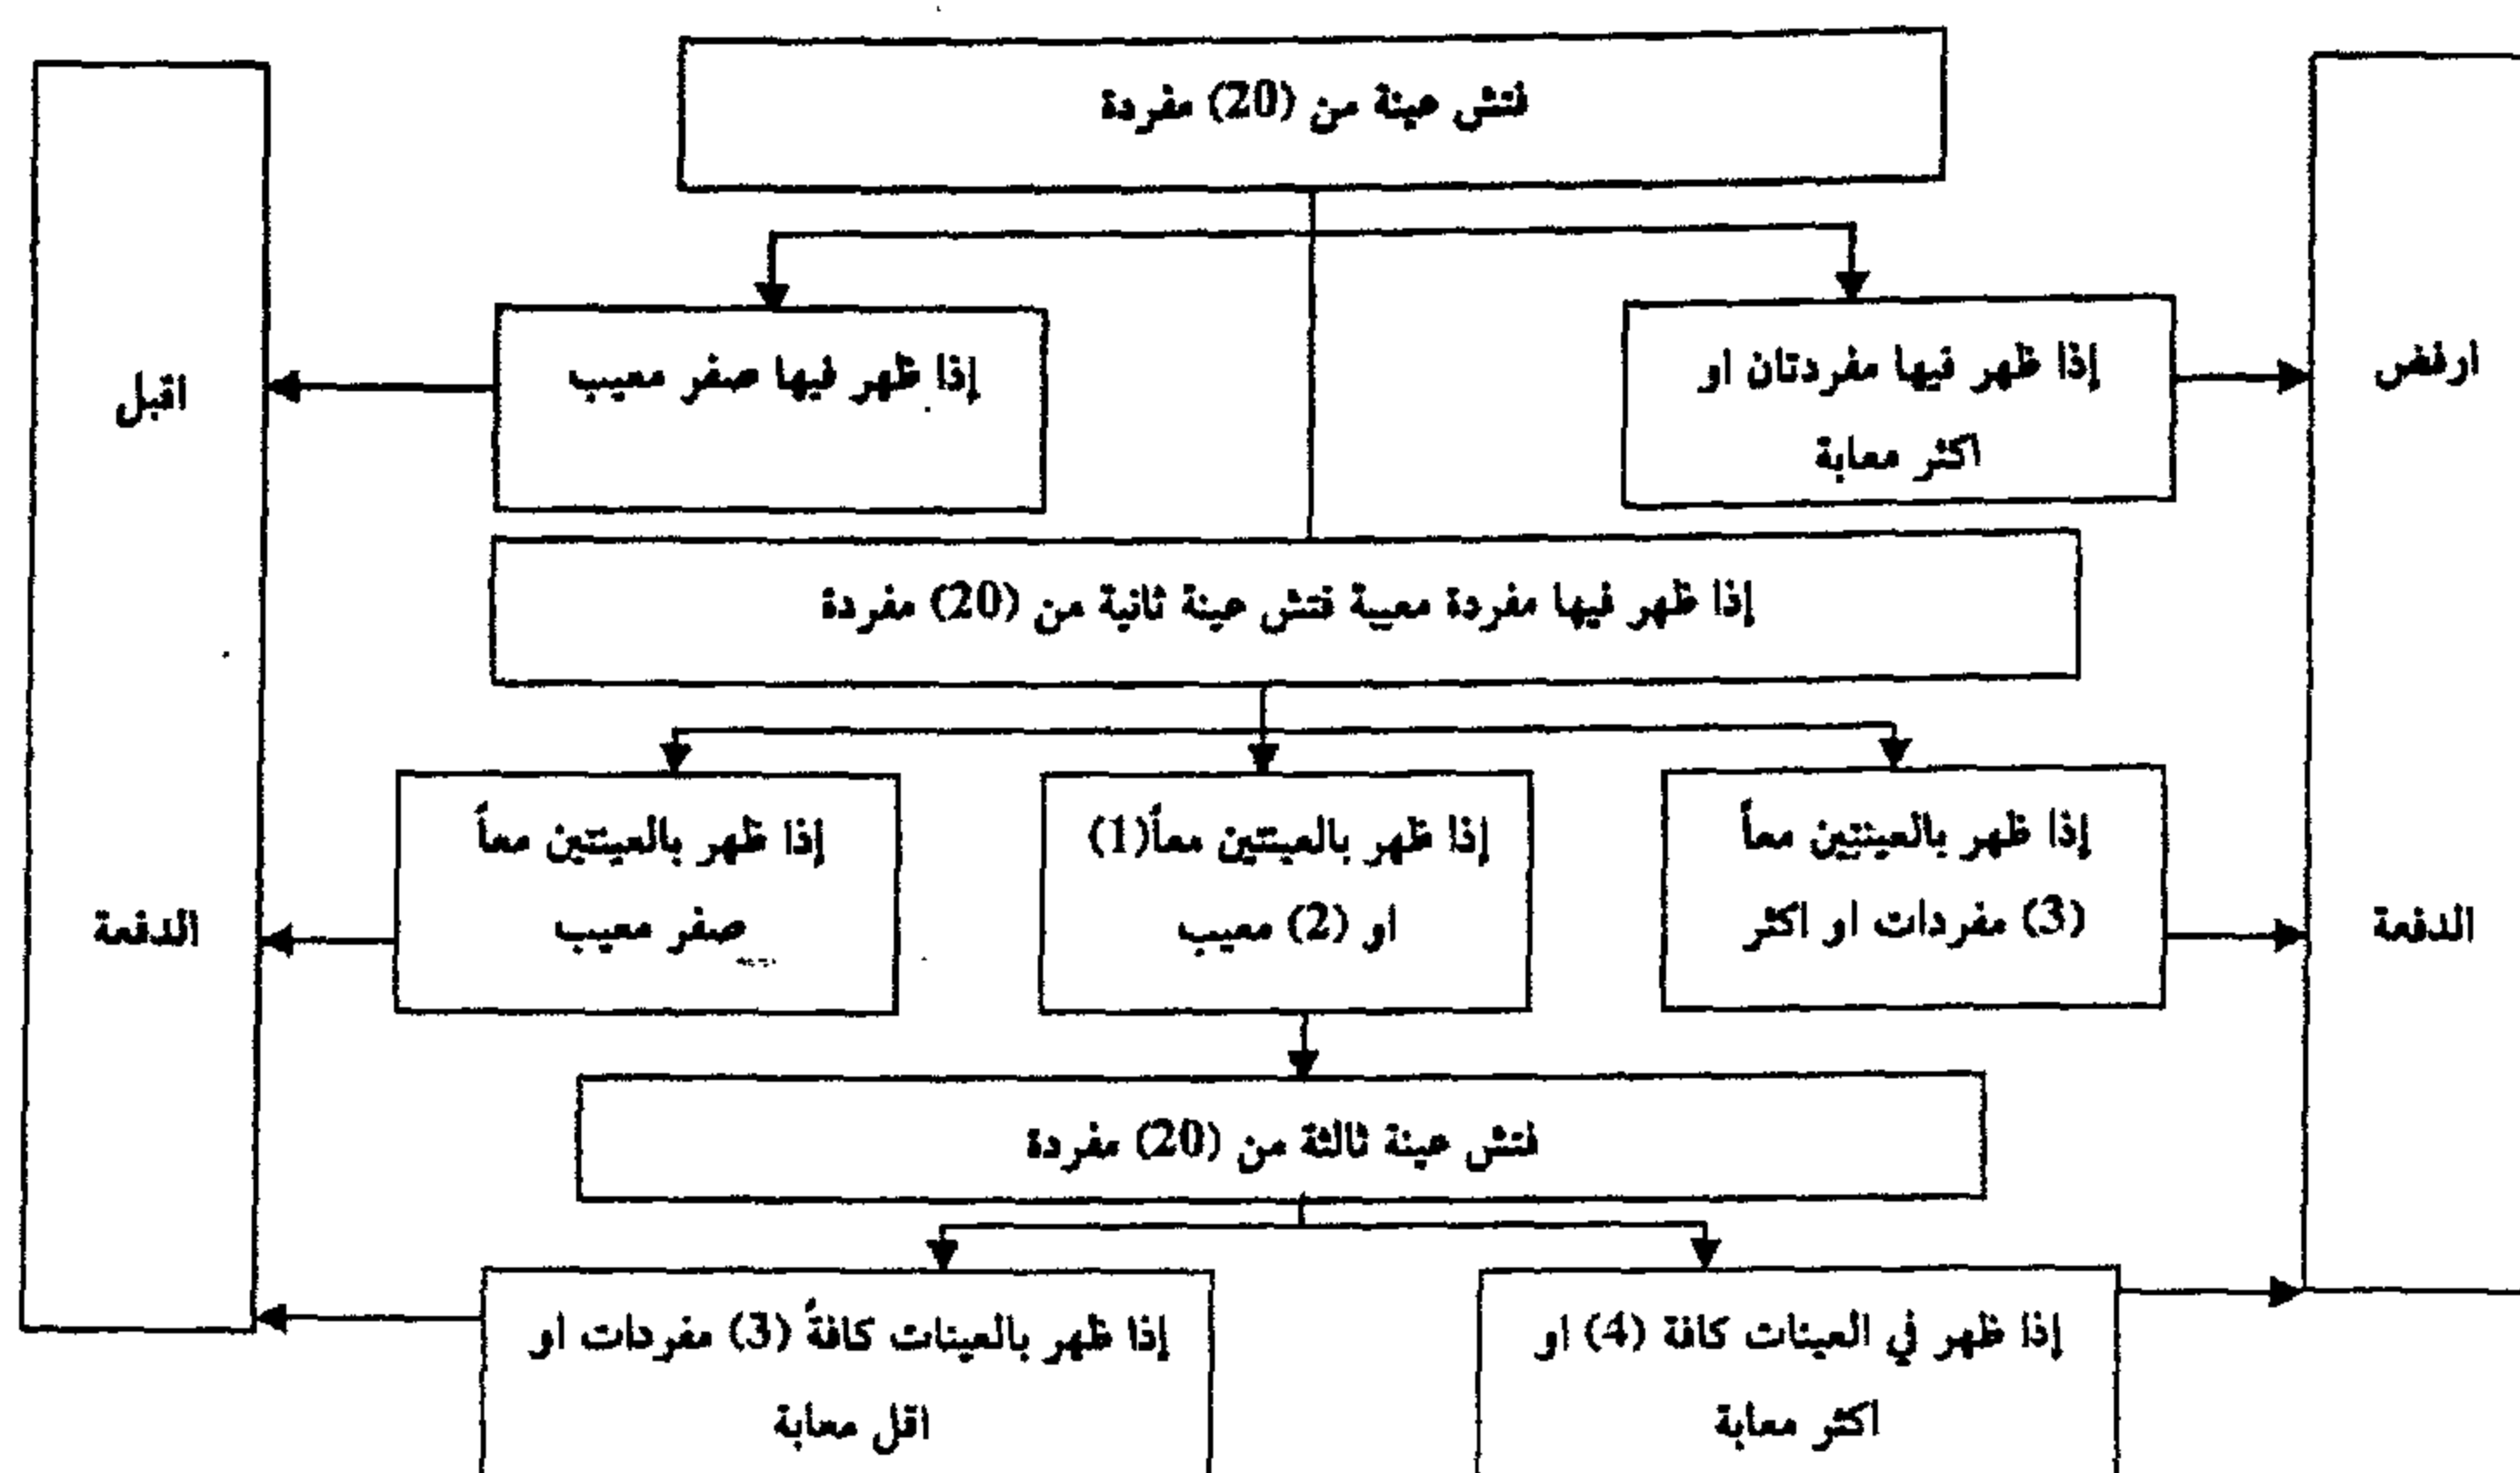 فتش عينة من (20) مفردة
إذا ظهر فيها مفردتان او
اكثر معابة
إذا ظهر فيها صفر معيب
ارفض
الدفعة
اقبل
الدفعة
إذا ظهر فيها مفردة معيبة فتش عينة ثانية من (20) مفردة
إذا ظهر بالعينتين معاً
(3) مفردات او اكثر
إذا ظهر بالعينتين معاً(1)
او (2) معيب
إذا ظهر بالعينتين معاً
صفر معيب
فتش عينة ثالثة من (20) مفردة
إذا ظهر في العينات كافة (4) او
اكثر معابة
إذا ظهر بالعينات كافةً (3) مفردات او
اقل معابة